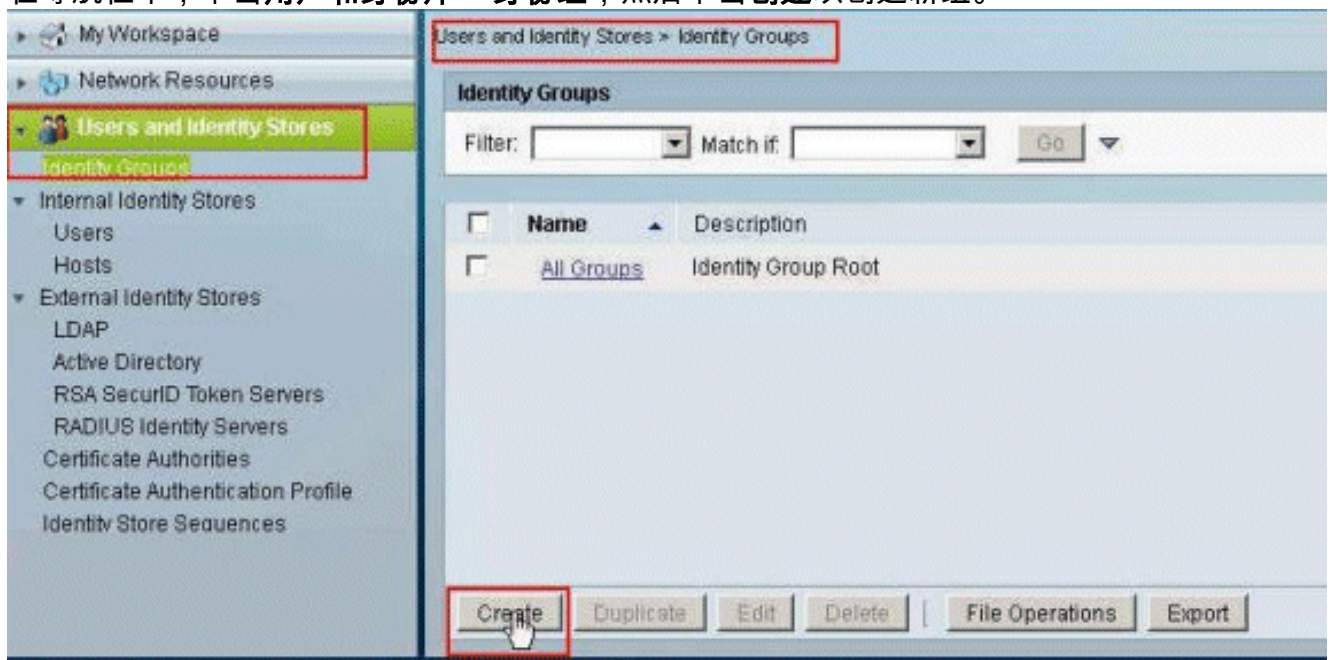 My Workspace
Network Resources
Users and Identity Stores
Identity Groups
Internal Identity Stores
Users
Hosts
External Identity Stores
LDAP
Active Directory
RSA SecurID Token Servers
RADIUS Identity Servers
Certificate Authorities
Certificate Authentication Profile
Identity Store Sequences
Users and Identity Stores > Identity Groups
Identity Groups
Filter: Match if: Go
Name Description
All Groups Identity Group Root
Create Duplicate Edit Delete | File Operations Export